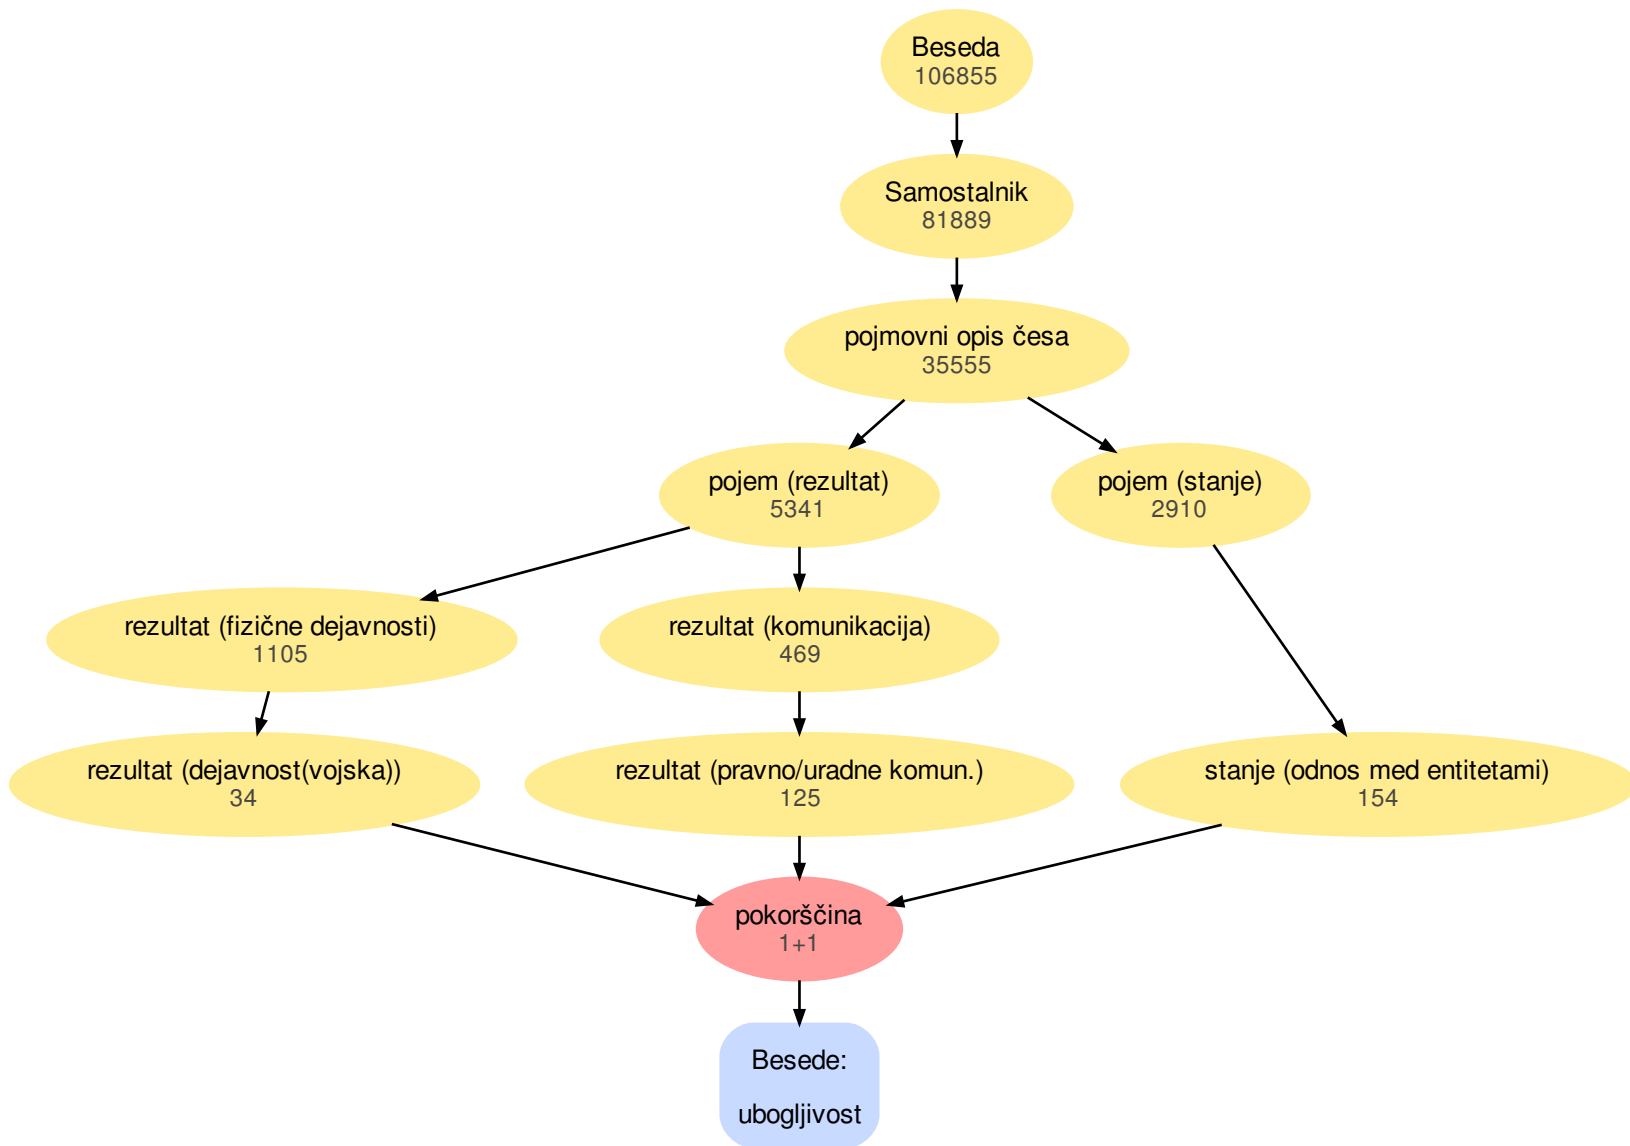 Beseda
106855
Samostalnik
81889
pojmovni opis česa
35555
pojem (rezultat)
5341
pojem (stanje)
2910
rezultat (fizične dejavnosti)
1105
rezultat (komunikacija)
469
rezultat (dejavnost(vojska))
34
rezultat (pravno/uradne komun.)
125
stanje (odnos med entitetami)
154
pokorščina
1+1
Besede:
ubogljivost